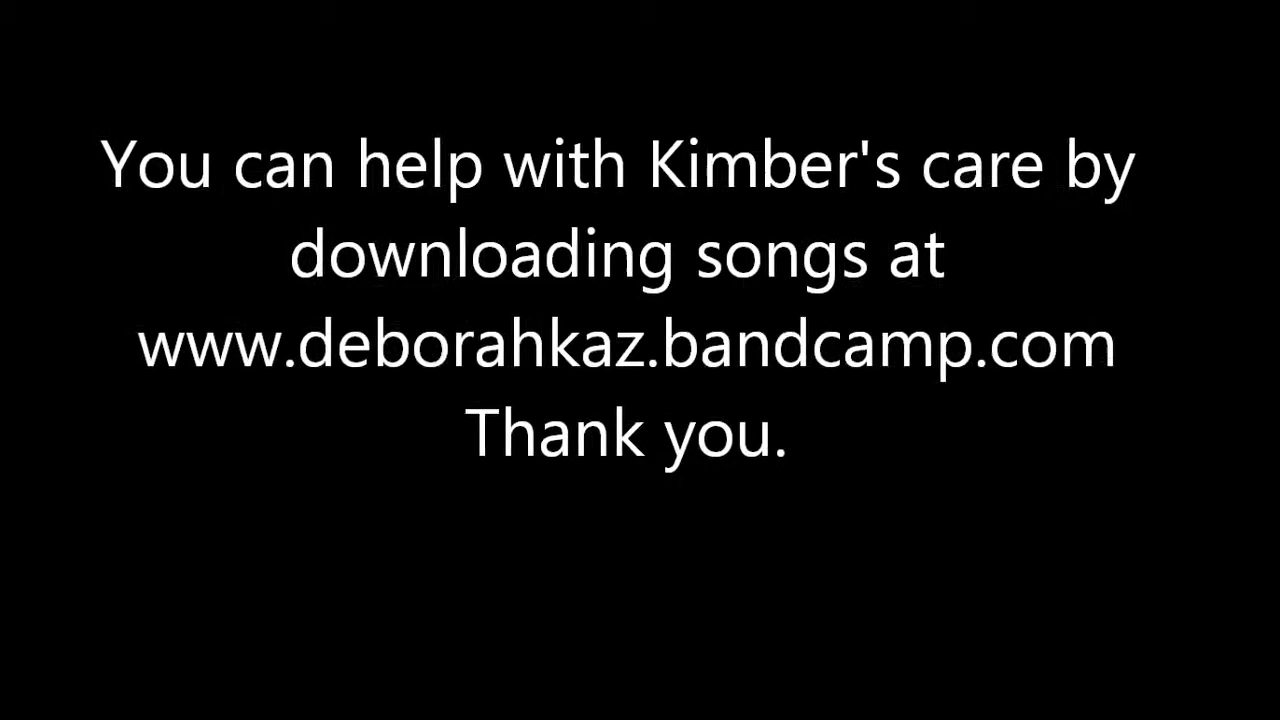 You can help with Kimber's care by
downloading songs at
www.deborahkaz.bandcamp.com
Thank you.